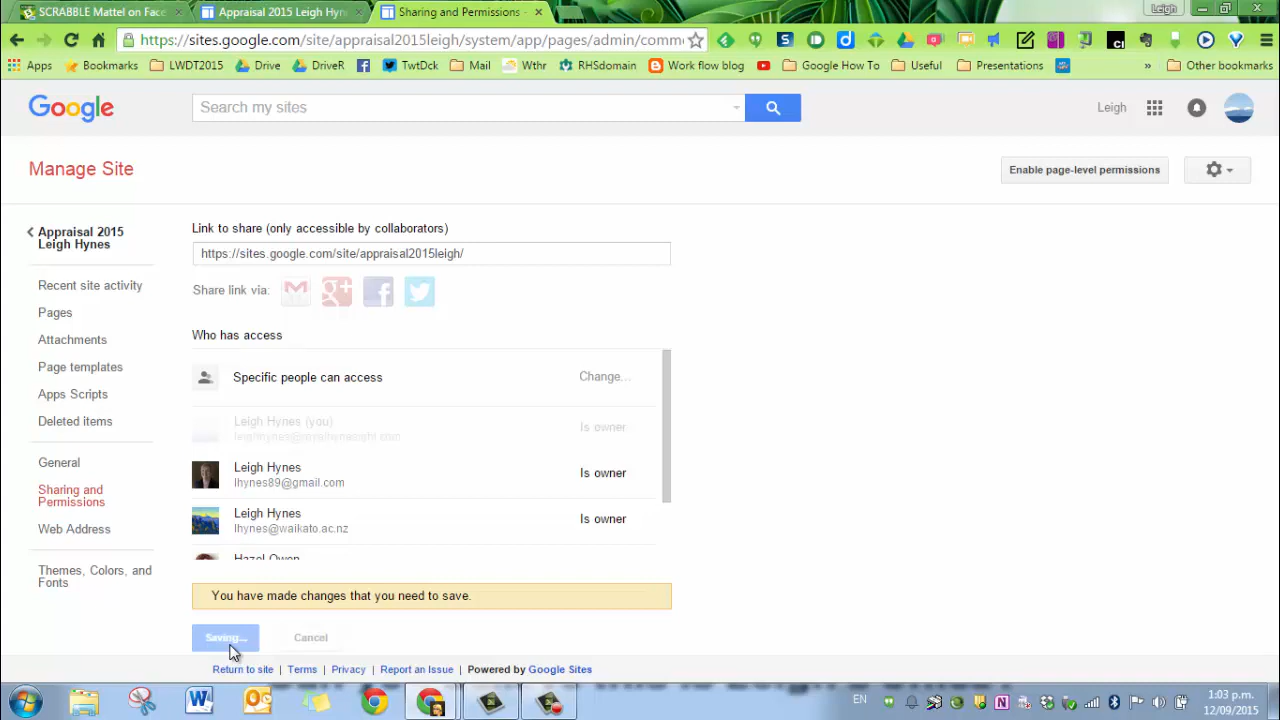 SCRABBLE Mattel on Face
Appraisal 2015 Leigh Hyn
Sharing and Permissions -
Leigh
https://sites.google.com/site/appraisal2015leigh/system/app/pages/admin/comme
Apps
Bookmarks
LWDT2015
Drive
DriveR
TwtDck
Mail
Wthr
RHSdomain
Work flow blog
Google How To
Useful
Presentations
»
Other bookmarks
Google
Search my sites
Leigh
Manage Site
Enable page-level permissions
Appraisal 2015
Leigh Hynes
Recent site activity
Pages
Attachments
Page templates
Apps Scripts
Deleted items
General
Sharing and
Permissions
Web Address
Themes, Colors, and
Fonts
Link to share (only accessible by collaborators)
https://sites.google.com/site/appraisal2015leigh/
Share link via:
Who has access
Specific people can access
Change...
Leigh Hynes (you)
Is owner
Leigh Hynes
lhynes89@gmail.com
Is owner
Leigh Hynes
lhynes@waikato.ac.nz
Is owner
Hazel Owen
You have made changes that you need to save.
Saving...
Cancel
Return to site | Terms | Privacy | Report an Issue | Powered by Google Sites
EN
1:03 p.m.
12/09/2015